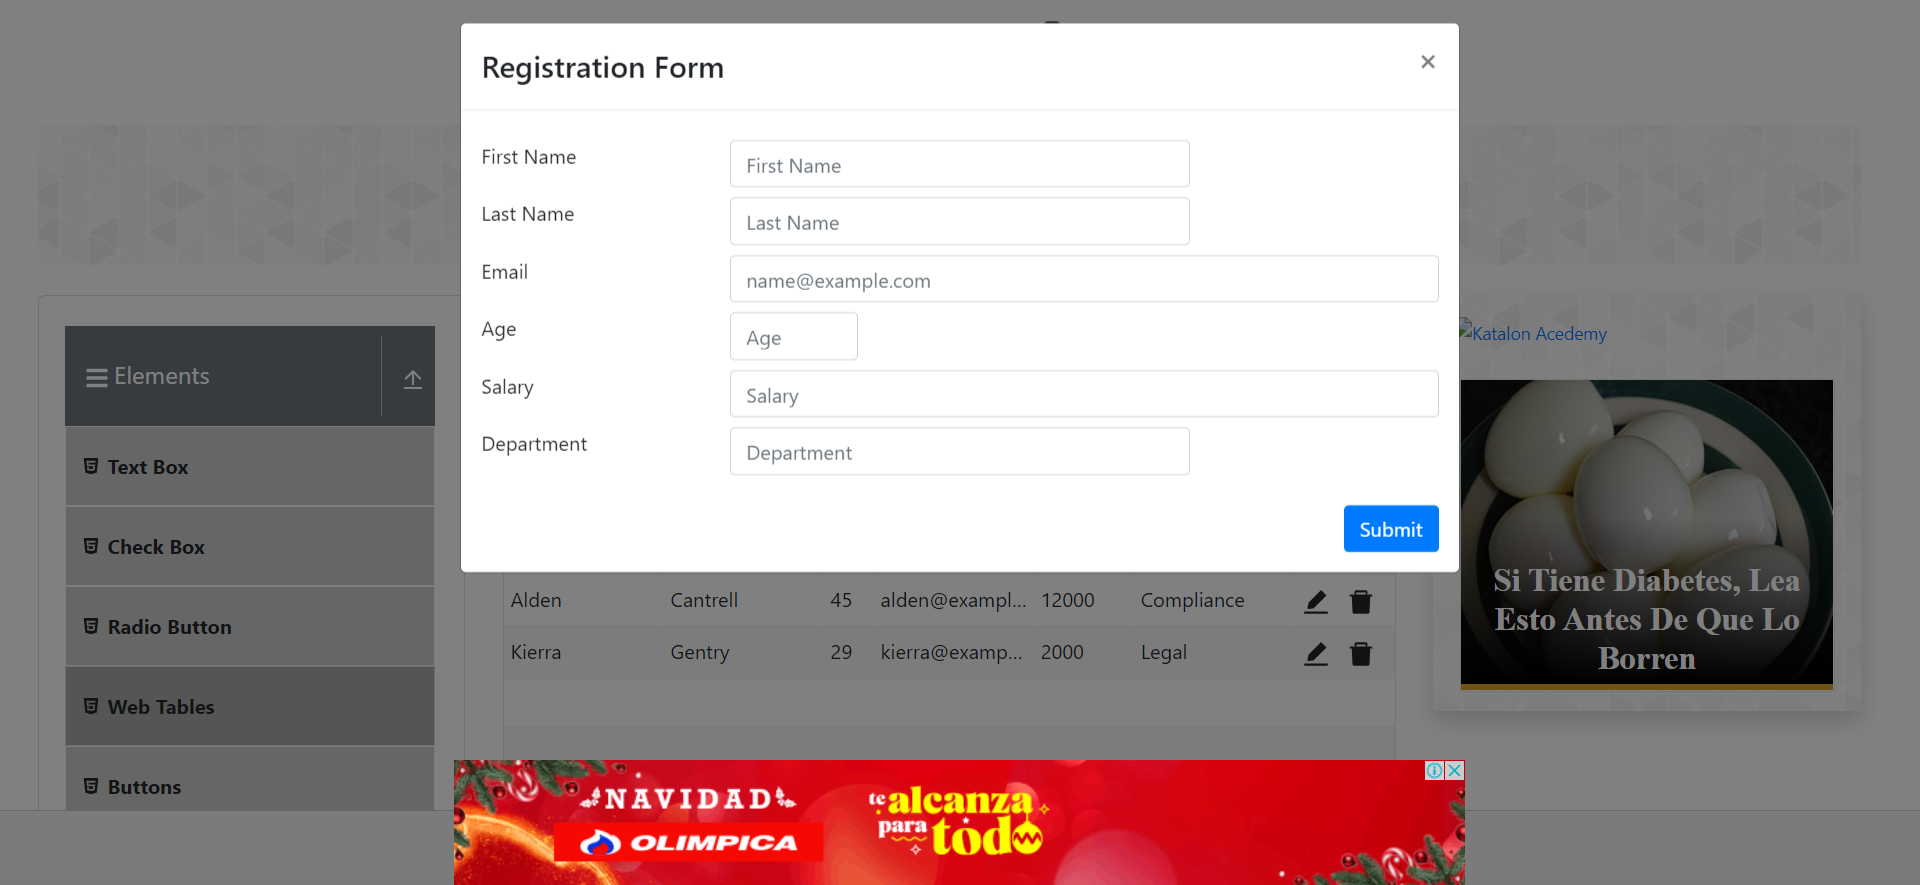 Registration Form
×
First Name
First Name
Last Name
Last Name
Email
name@example.com
Age
Age
Salary
Salary
Department
Department
Submit
Elements
Text Box
Check Box
Radio Button
Web Tables
Buttons
Alden Cantrell 45 alden@exampl... 12000 Compliance
Kierra Gentry 29 kierra@examp... 2000 Legal
Katalon Acedemy
Si Tiene Diabetes, Lea
Esto Antes De Que Lo
Borren
NAVIDAD
OLIMPICA
te alcanza
para todo